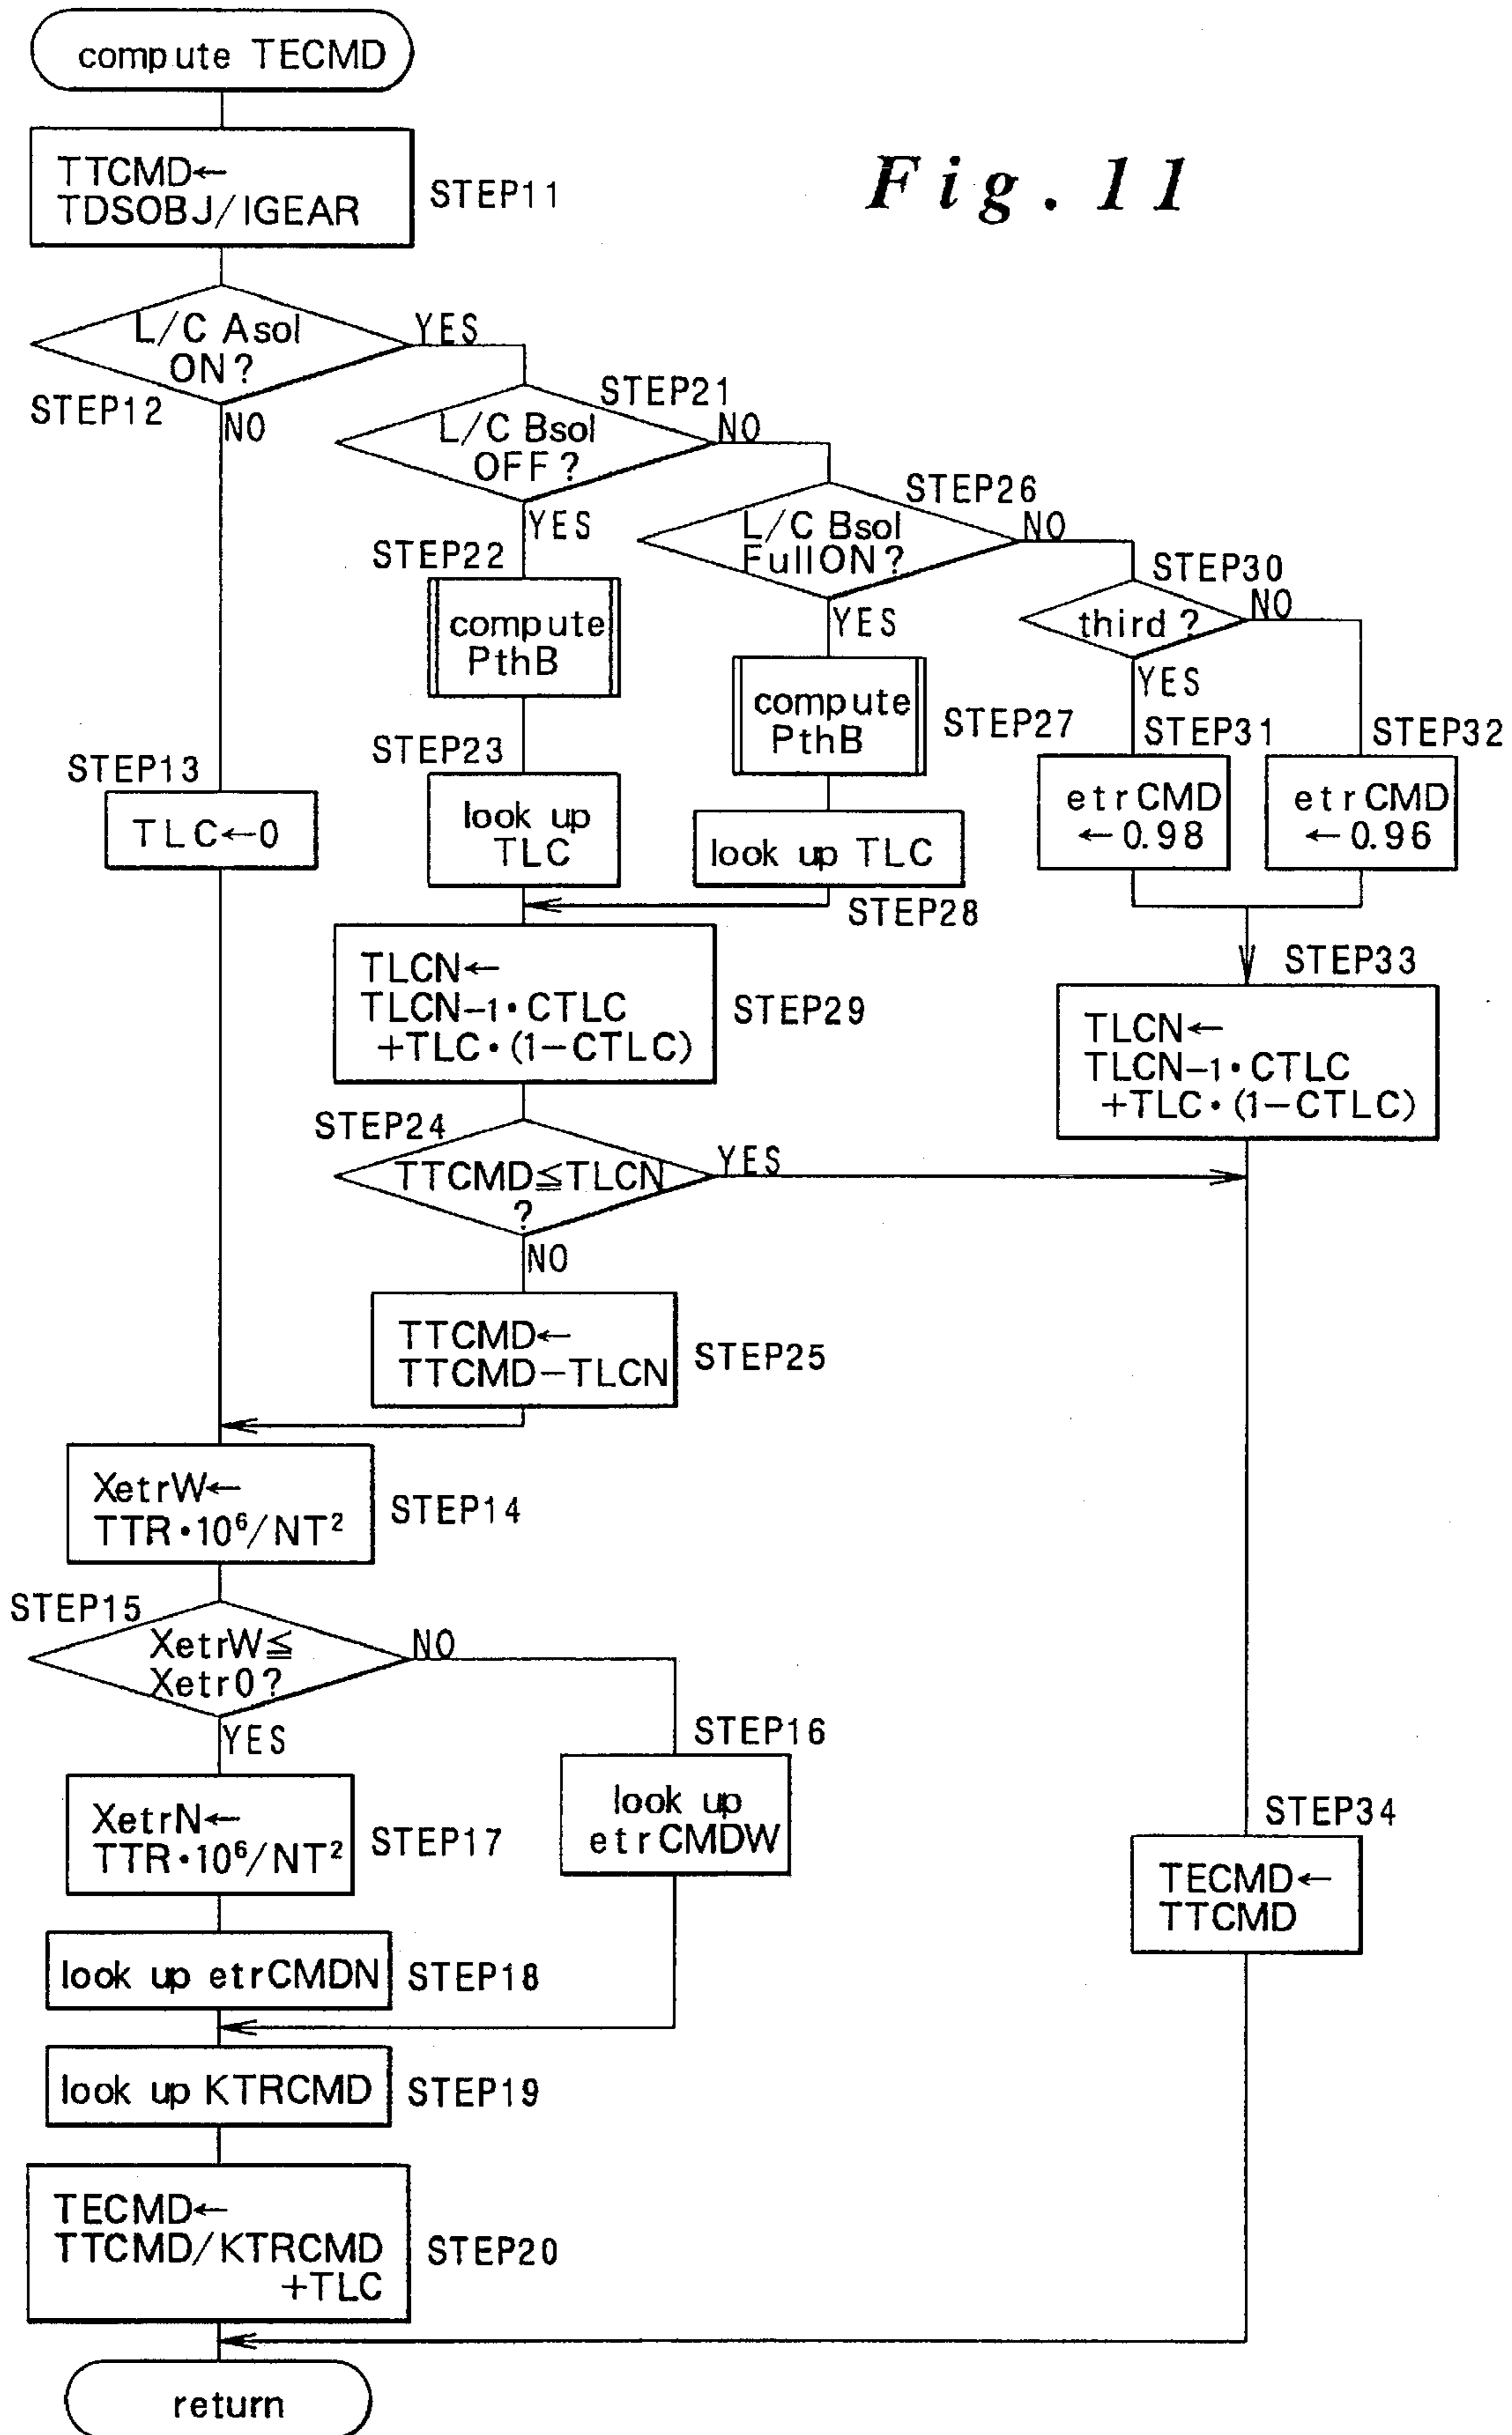 compute TECMD
Fig. 11
TTCMD←
TDSOBJ/IGEAR
STEP11
L/C Asol
ON?
YES
STEP12
NO
STEP21
L/C Bsol
OFF?
NO
YES
STEP26
L/C Bsol
FullON?
NO
YES
STEP22
compute
PthB
STEP30
third?
NO
YES
compute
PthB
STEP27
STEP23
look up
TLC
STEP31
etrCMD
←0.98
STEP32
etrCMD
←0.96
STEP13
TLC←0
look up TLC
STEP28
TLCN←
TLCN-1•CTLC
+TLC•(1-CTLC)
STEP29
STEP33
TLCN←
TLCN-1•CTLC
+TLC•(1-CTLC)
STEP24
TTCMD≦TLCN
?
YES
NO
TTCMD←
TTCMD-TLCN
STEP25
XetrW←
TTR•10⁶/NT²
STEP14
STEP15
XetrW≦
Xetr0?
NO
YES
STEP16
look up
etrCMDW
XetrN←
TTR•10⁶/NT²
STEP17
STEP34
TECMD←
TTCMD
look up etrCMDN
STEP18
look up KTRCMD
STEP19
TECMD←
TTCMD/KTRCMD
+TLC
STEP20
return